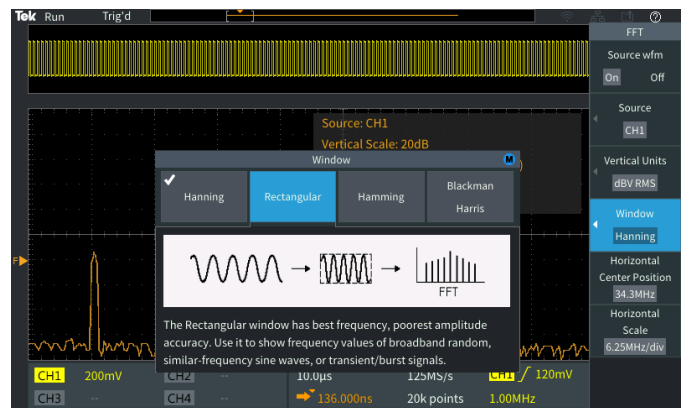 Tek Run Trig'd
FFT
Source wfm
On Off
Source
CH1
Vertical Units
dBV RMS
Window
Hanning
Horizontal
Center Position
34.3MHz
Horizontal
Scale
6.25MHz/div
Source: CH1
Vertical Scale: 20dB
Window
M
Hanning
Rectangular
Hamming
Blackman
Harris
FFT
The Rectangular window has best frequency, poorest amplitude
accuracy. Use it to show frequency values of broadband random,
similar-frequency sine waves, or transient/burst signals.
F
CH1 200mV CH2 -- 10.0µs 125MS/s CH1 120mV
CH3 -- CH4 -- 136.000ns 20k points 1.00MHz